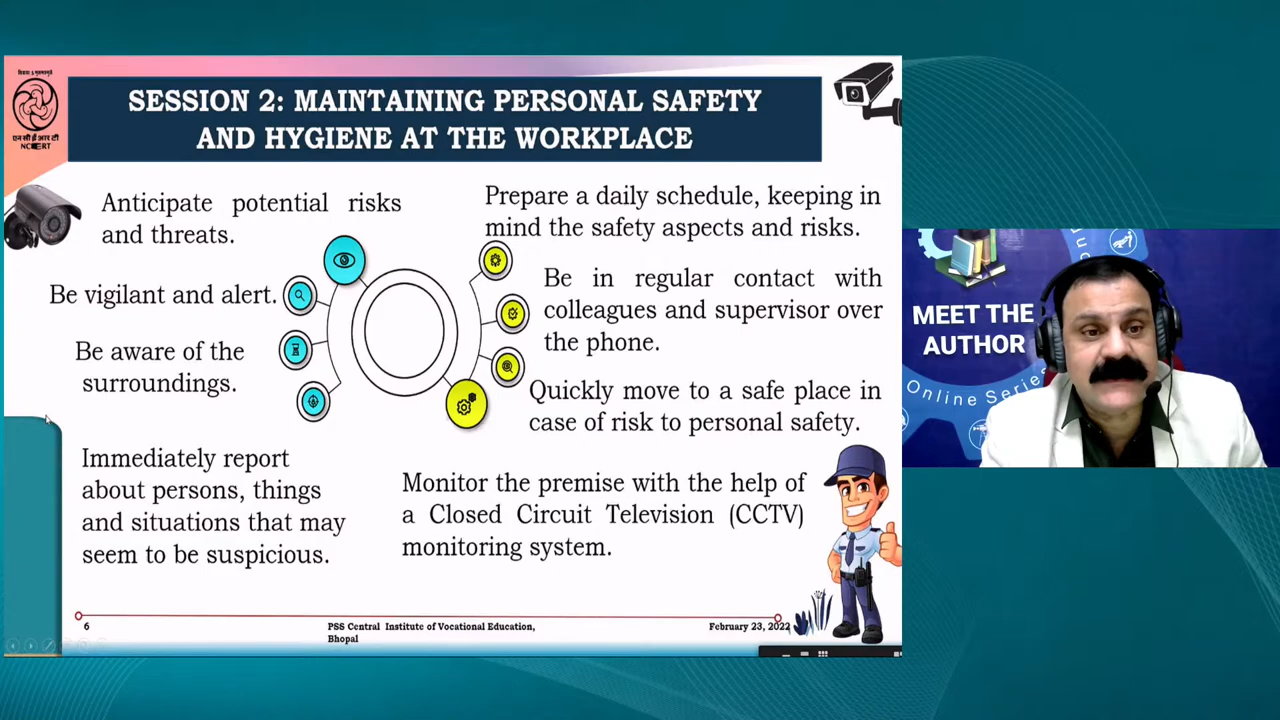 SESSION 2: MAINTAINING PERSONAL SAFETY
AND HYGIENE AT THE WORKPLACE
एन सी ई आर टी
NCERT
Anticipate potential risks
and threats.
Be vigilant and alert.
Be aware of the
surroundings.
Immediately report
about persons, things
and situations that may
seem to be suspicious.
Prepare a daily schedule, keeping in
mind the safety aspects and risks.
Be in regular contact with
colleagues and supervisor over
the phone.
Quickly move to a safe place in
case of risk to personal safety.
Monitor the premise with the help of
a Closed Circuit Television (CCTV)
monitoring system.
6
PSS Central Institute of Vocational Education,
Bhopal
February 23, 2022
MEET THE
AUTHOR
Online Series